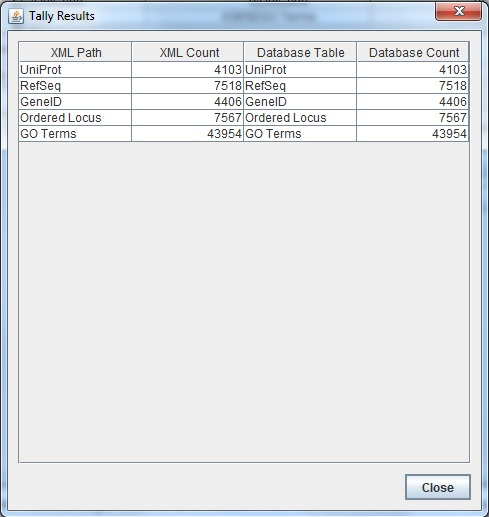 Tally Results
XML Path XML Count Database Table Database Count
UniProt 4103 UniProt 4103
RefSeq 7518 RefSeq 7518
GeneID 4406 GeneID 4406
Ordered Locus 7567 Ordered Locus 7567
GO Terms 43954 GO Terms 43954
Close